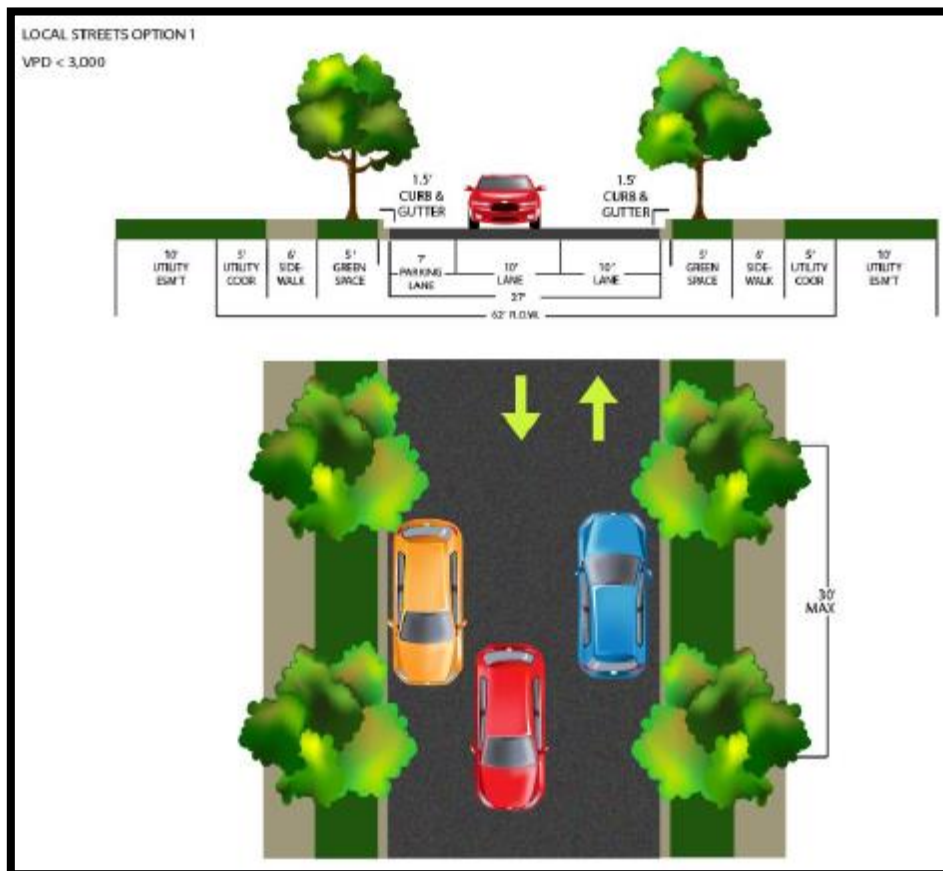 LOCAL STREETS OPTION 1
VPD < 3,000
1.5'
CURB &
GUTTER
1.5'
CURB &
GUTTER
10'
UTILITY
ESM'T
5'
UTILITY
COOR
6'
SIDE-
WALK
5'
GREEN
SPACE
7'
PARKING
LANE
10'
LANE
10'
LANE
5'
GREEN
SPACE
6'
SIDE-
WALK
5'
UTILITY
COOR
10'
UTILITY
ESM'T
27'
62' R.O.W.
30'
MAX